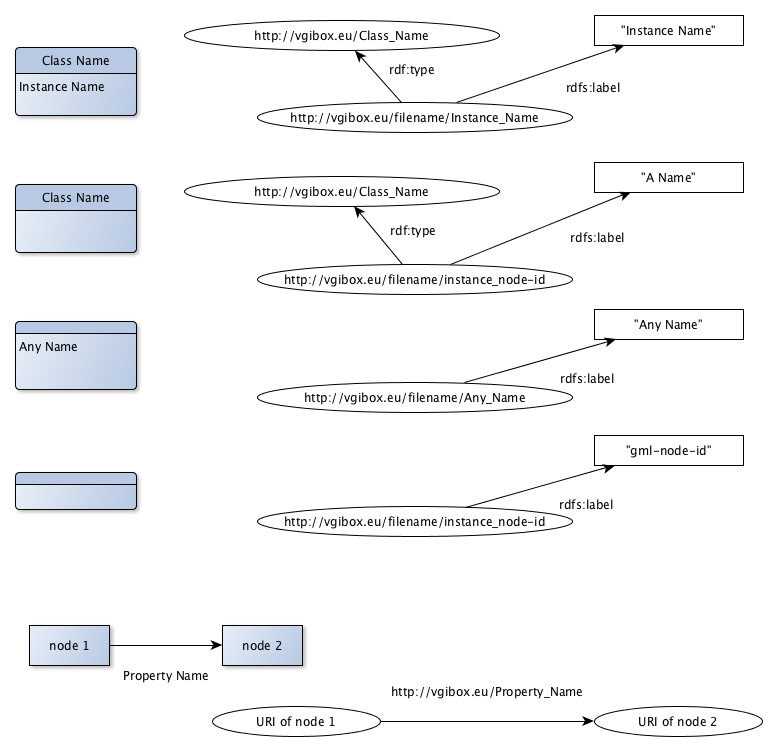 http://vgibox.eu/Class_Name
"Instance Name"
Class Name
Instance Name
rdf:type
rdfs:label
http://vgibox.eu/filename/Instance_Name
Class Name
http://vgibox.eu/Class_Name
"A Name"
rdf:type
rdfs:label
http://vgibox.eu/filename/instance_node-id
"Any Name"
Any Name
rdfs:label
http://vgibox.eu/filename/Any_Name
"gml-node-id"
rdfs:label
http://vgibox.eu/filename/instance_node-id
node 1
node 2
Property Name
http://vgibox.eu/Property_Name
URI of node 1
URI of node 2